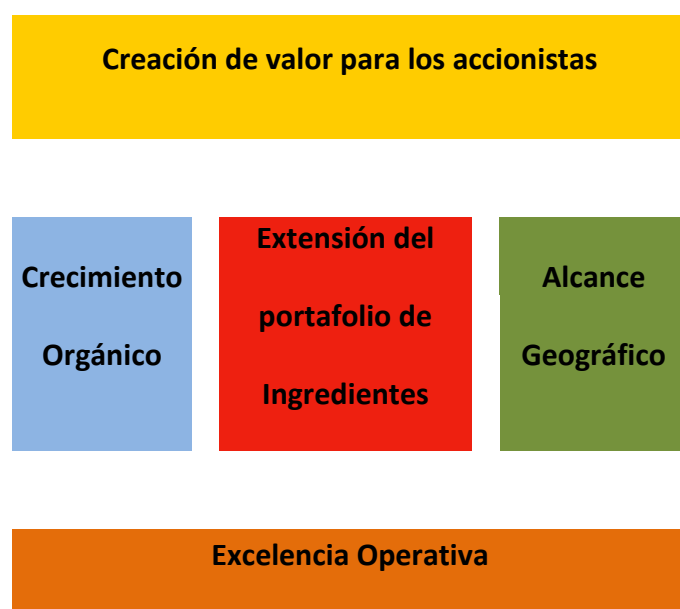 Creación de valor para los accionistas
Crecimiento
Orgánico
Extensión del
portafolio de
Ingredientes
Alcance
Geográfico
Excelencia Operativa